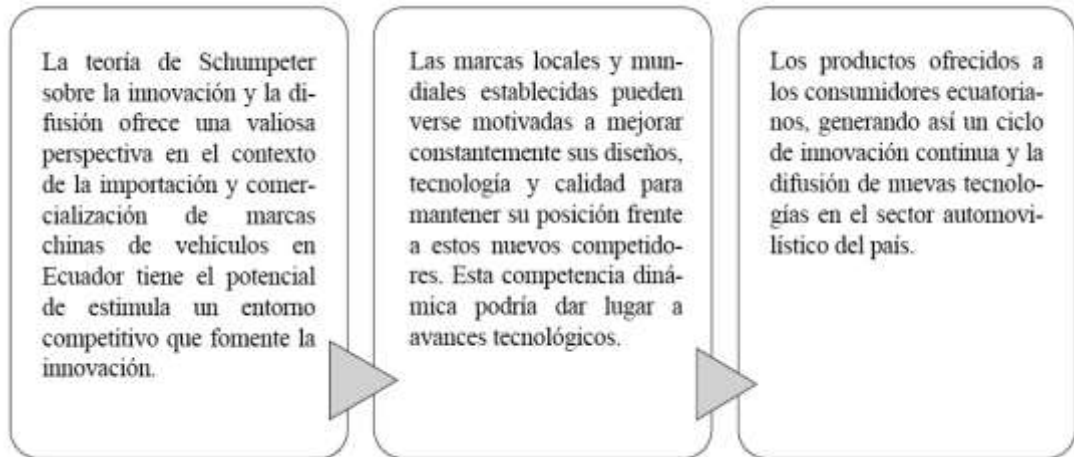 La teoría de Schumpeter
sobre la innovación y la di-
fusión ofrece una valiosa
perspectiva en el contexto
de la importación y comer-
cialización de marcas
chinas de vehículos en
Ecuador tiene el potencial
de estimula un entorno
competitivo que fomente la
innovación.
Las marcas locales y mun-
diales establecidas pueden
verse motivadas a mejorar
constantemente sus diseños,
tecnología y calidad para
mantener su posición frente
a estos nuevos competido-
res. Esta competencia diná-
mica podría dar lugar a
avances tecnológicos.
Los productos ofrecidos a
los consumidores ecuatoria-
nos, generando así un ciclo
de innovación continua y la
difusión de nuevas tecnolo-
gías en el sector automovi-
lístico del país.